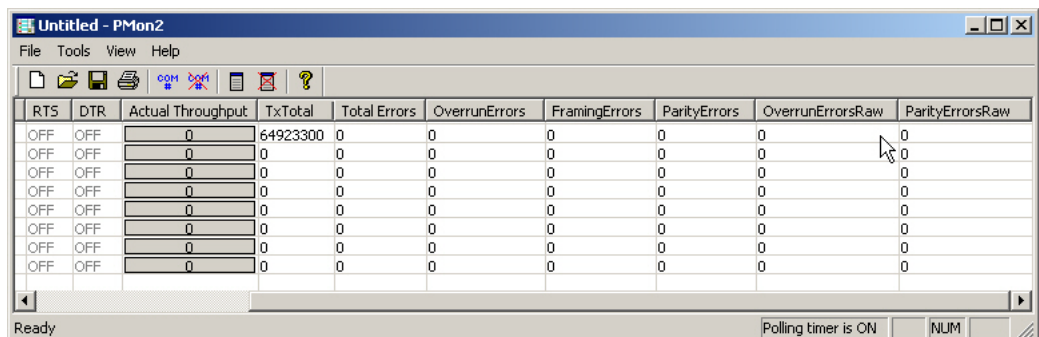 Untitled - PMon2
File Tools View Help
COM COM
RTS DTR Actual Throughput TxTotal Total Errors OverrunErrors FramingErrors ParityErrors OverrunErrorsRaw ParityErrorsRaw
OFF OFF 0 64923300 0 0 0 0 0 0
OFF OFF 0 0 0 0 0 0 0 0
OFF OFF 0 0 0 0 0 0 0 0
OFF OFF 0 0 0 0 0 0 0 0
OFF OFF 0 0 0 0 0 0 0 0
OFF OFF 0 0 0 0 0 0 0 0
OFF OFF 0 0 0 0 0 0 0 0
OFF OFF 0 0 0 0 0 0 0 0
Ready Polling timer is ON NUM